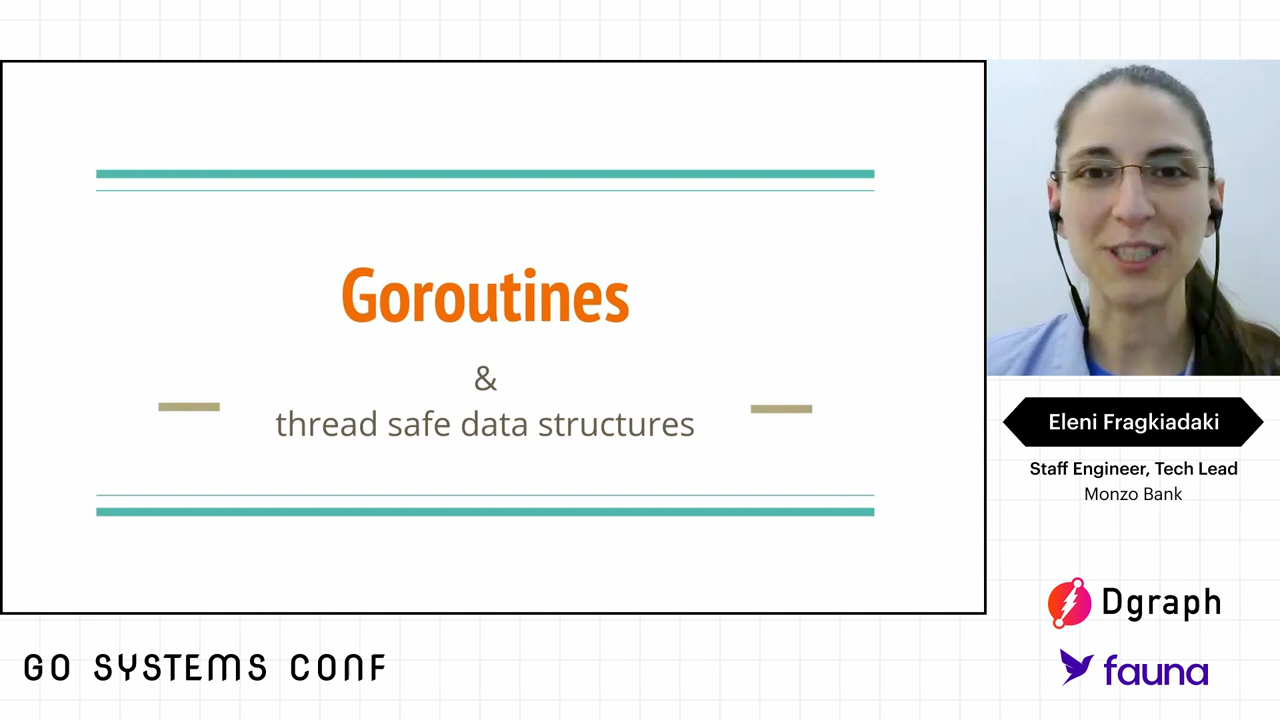 Goroutines
&
thread safe data structures
Eleni Fragkiadaki
Staff Engineer, Tech Lead
Monzo Bank
Dgraph
fauna
GO SYSTEMS CONF